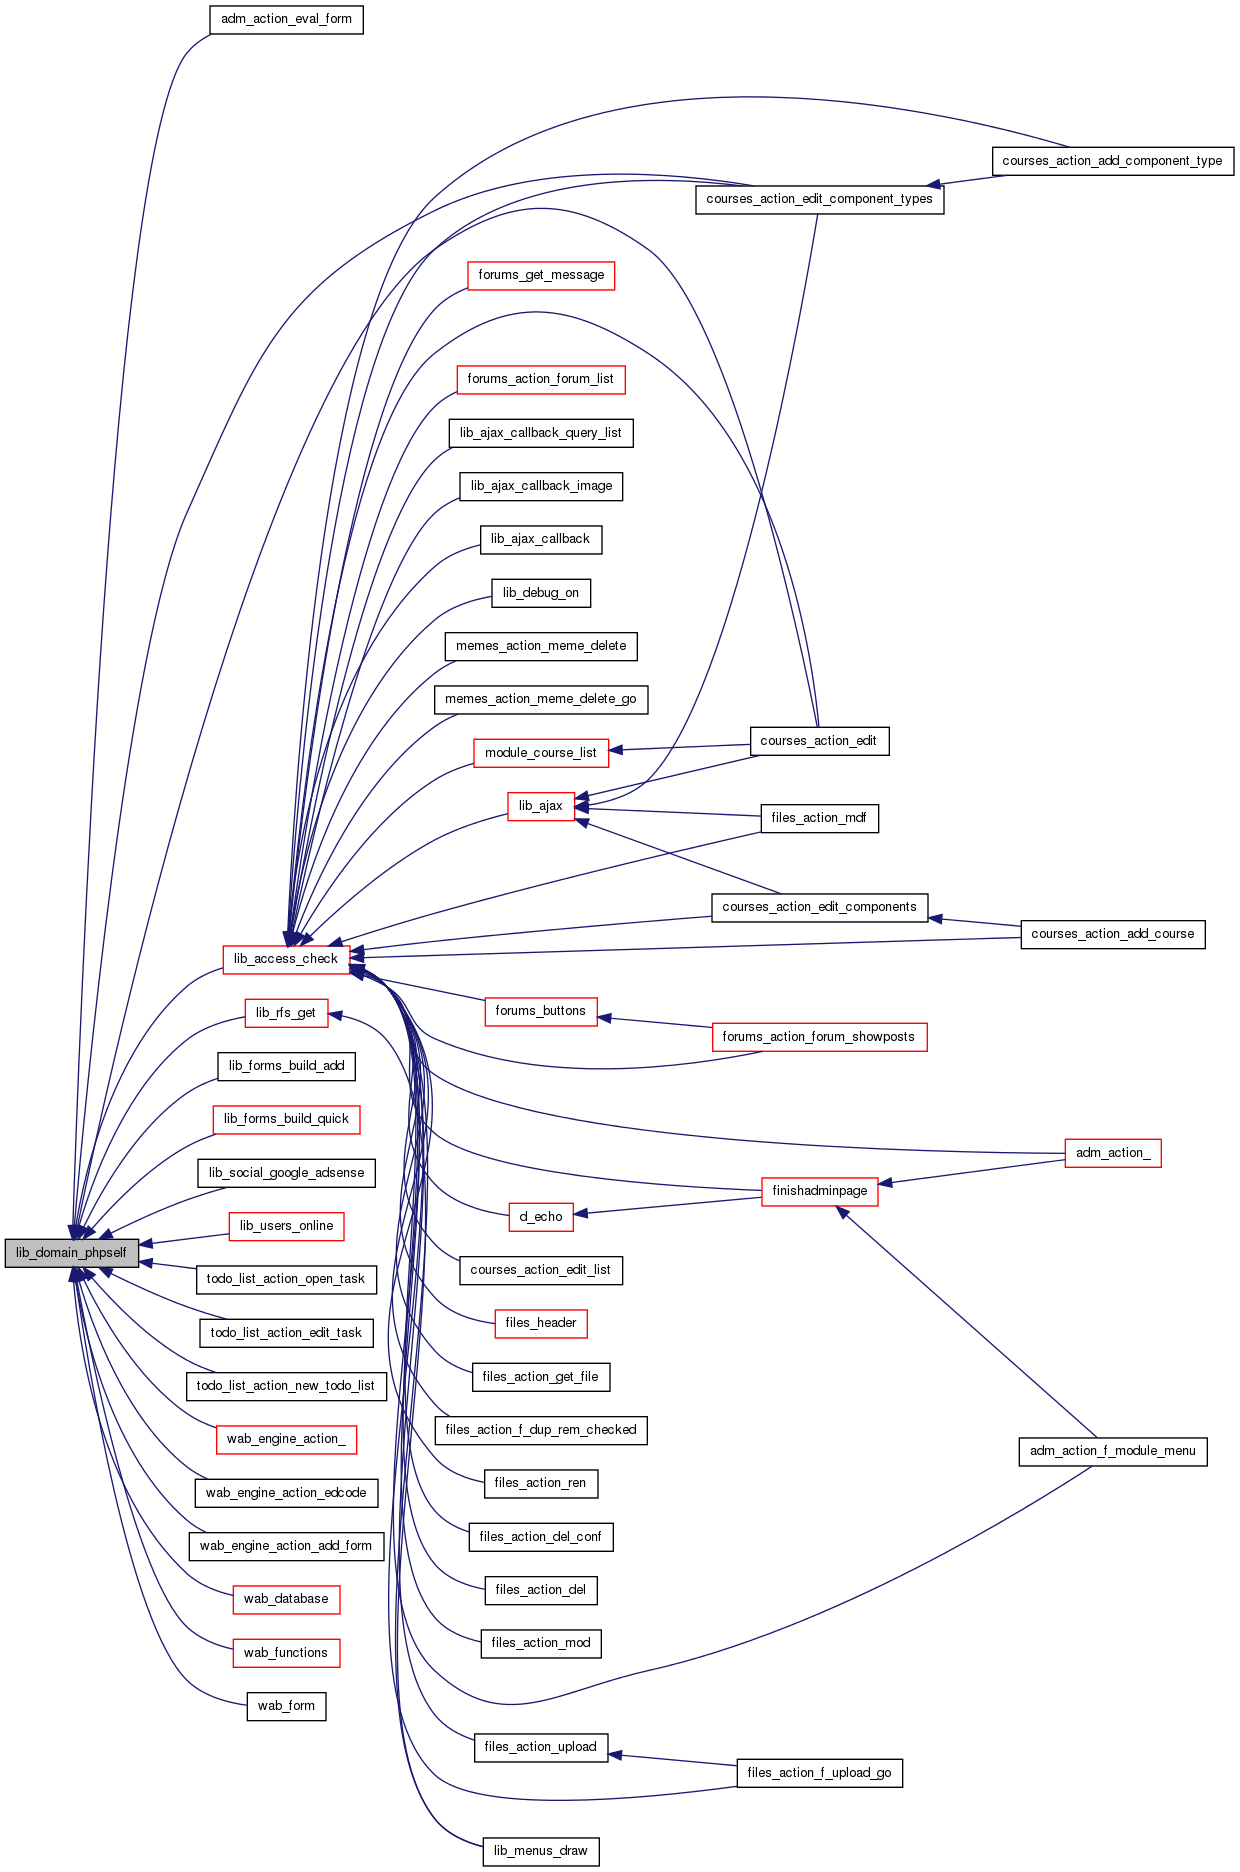 adm_action_eval_form
courses_action_add_component_type
courses_action_edit_component_types
forums_get_message
forums_action_forum_list
lib_ajax_callback_query_list
lib_ajax_callback_image
lib_ajax_callback
lib_debug_on
memes_action_meme_delete
memes_action_meme_delete_go
courses_action_edit
module_course_list
lib_ajax
files_action_mdf
courses_action_edit_components
courses_action_add_course
lib_access_check
lib_rfs_get
forums_buttons
forums_action_forum_showposts
lib_forms_build_add
lib_forms_build_quick
adm_action_
lib_social_google_adsense
finishadminpage
d_echo
lib_users_online
lib_domain_phpself
courses_action_edit_list
todo_list_action_open_task
files_header
todo_list_action_edit_task
files_action_get_file
todo_list_action_new_todo_list
files_action_f_dup_rem_checked
wab_engine_action_
adm_action_f_module_menu
files_action_ren
wab_engine_action_edcode
files_action_del_conf
wab_engine_action_add_form
files_action_del
wab_database
files_action_mod
wab_functions
wab_form
files_action_upload
files_action_f_upload_go
lib_menus_draw